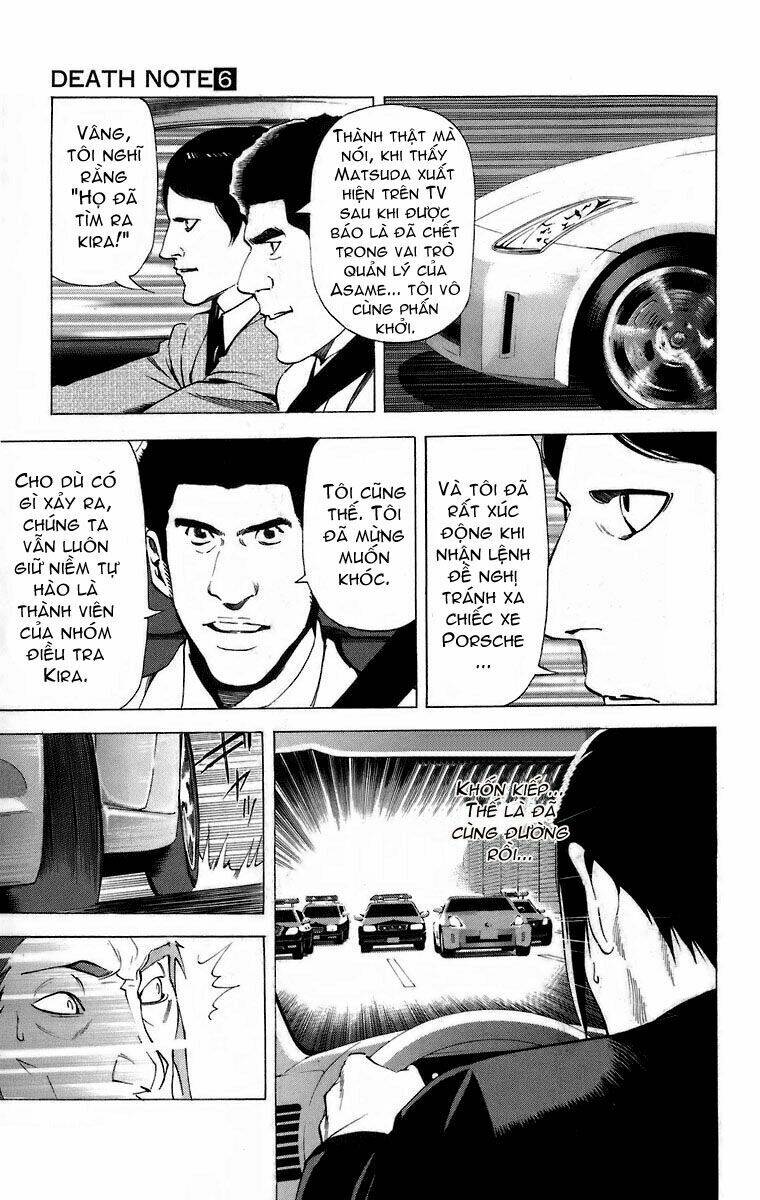 DEATH NOTE 6
THÀNH THẬT MÀ
NÓI, KHI THẤY
MATSUDA XUẤT
HIỆN TRÊN TV
SAU KHI ĐƯỢC
BÁO LÀ ĐÃ CHẾT
TRONG VAI TRÒ
QUẢN LÝ CỦA
ASAME... TÔI VÔ
CÙNG PHẤN
KHỞI.
VÂNG,
TÔI NGHĨ
RẰNG
"HỌ ĐÃ
TÌM RA
KIRA!"
VÀ TÔI ĐÃ
RẤT XÚC
ĐỘNG KHI
NHẬN LỆNH
ĐỀ NGHỊ
TRÁNH XA
CHIẾC XE
PORSCHE
...
TÔI CŨNG
THẾ. TÔI
ĐÃ MỪNG
MUỐN
KHÓC.
CHO DÙ CÓ
GÌ XẢY RA,
CHÚNG TA
VẪN LUÔN
GIỮ NIỀM TỰ
HÀO LÀ
THÀNH VIÊN
CỦA NHÓM
ĐIỀU TRA
KIRA.
KHỐN KIẾP...
THẾ LÀ ĐÃ
CÙNG ĐƯỜNG
RỒI...